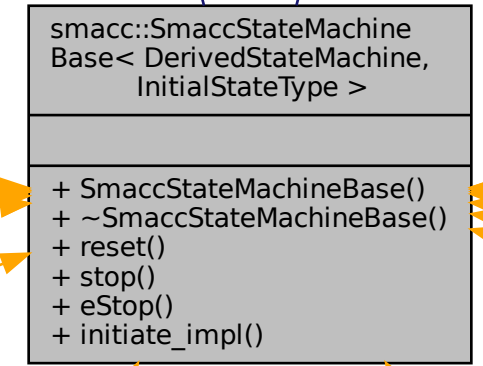 smacc::SmaccStateMachine
Base< DerivedStateMachine,
InitialStateType >
+ SmaccStateMachineBase()
+ ~SmaccStateMachineBase()
+ reset()
+ stop()
+ eStop()
+ initiate_impl()